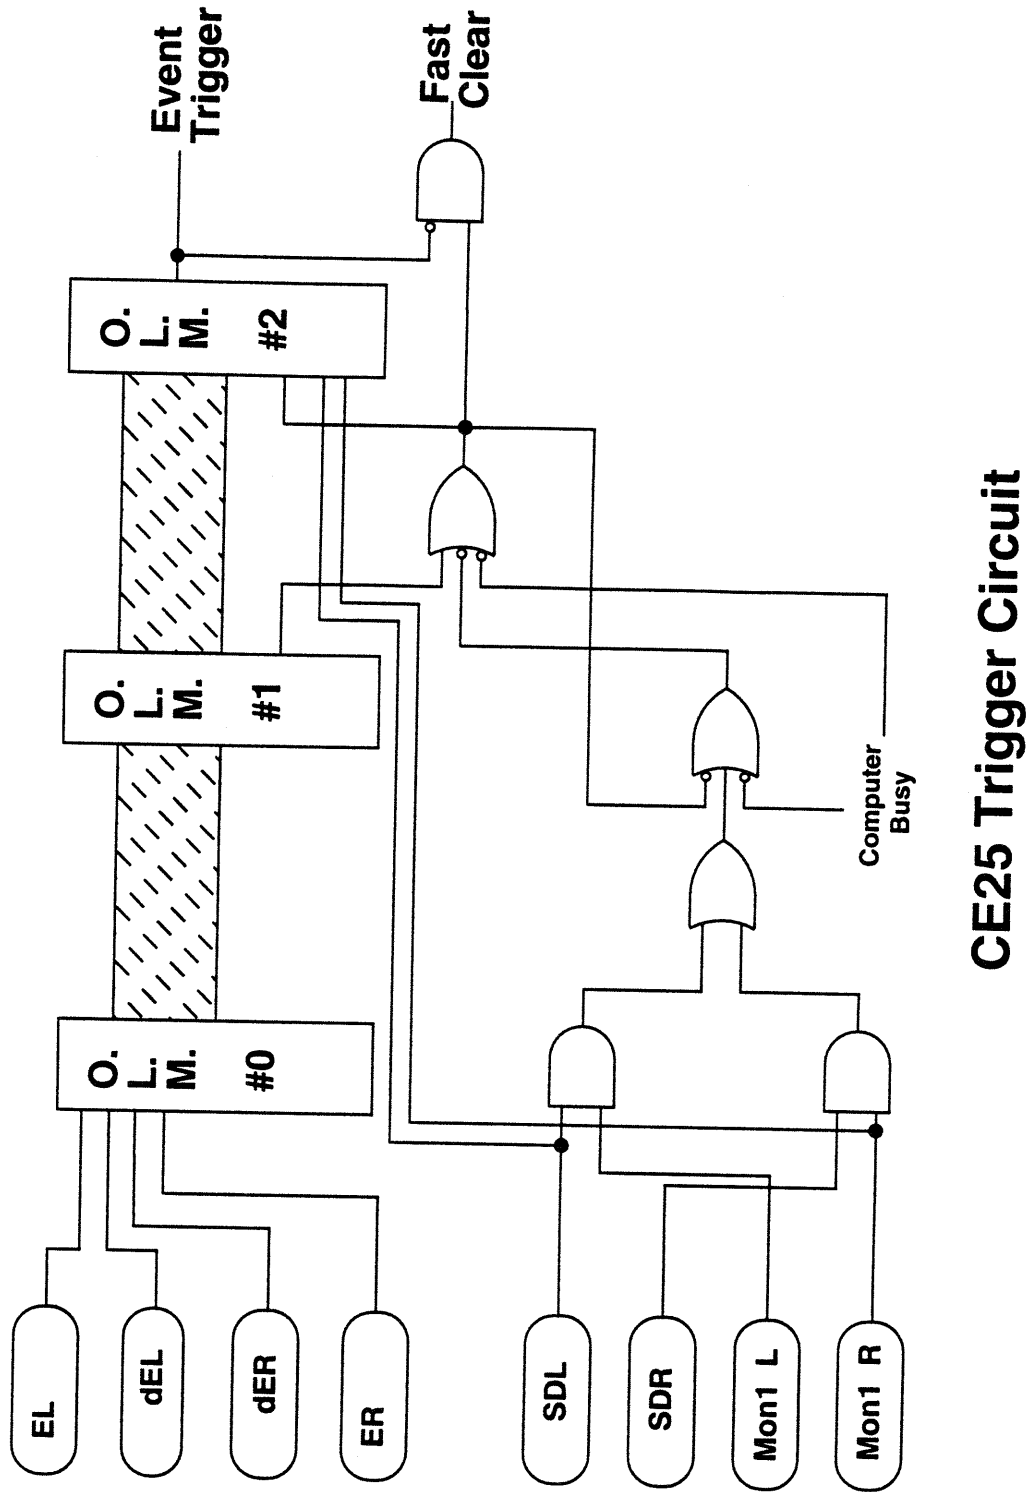 EL
dEL
dER
ER
SDL
SDR
Mon1 L
Mon1 R
O.
L.
M.
#0
O.
L.
M.
#1
O.
L.
M.
#2
Event
Trigger
Fast
Clear
Computer
Busy
CE25 Trigger Circuit